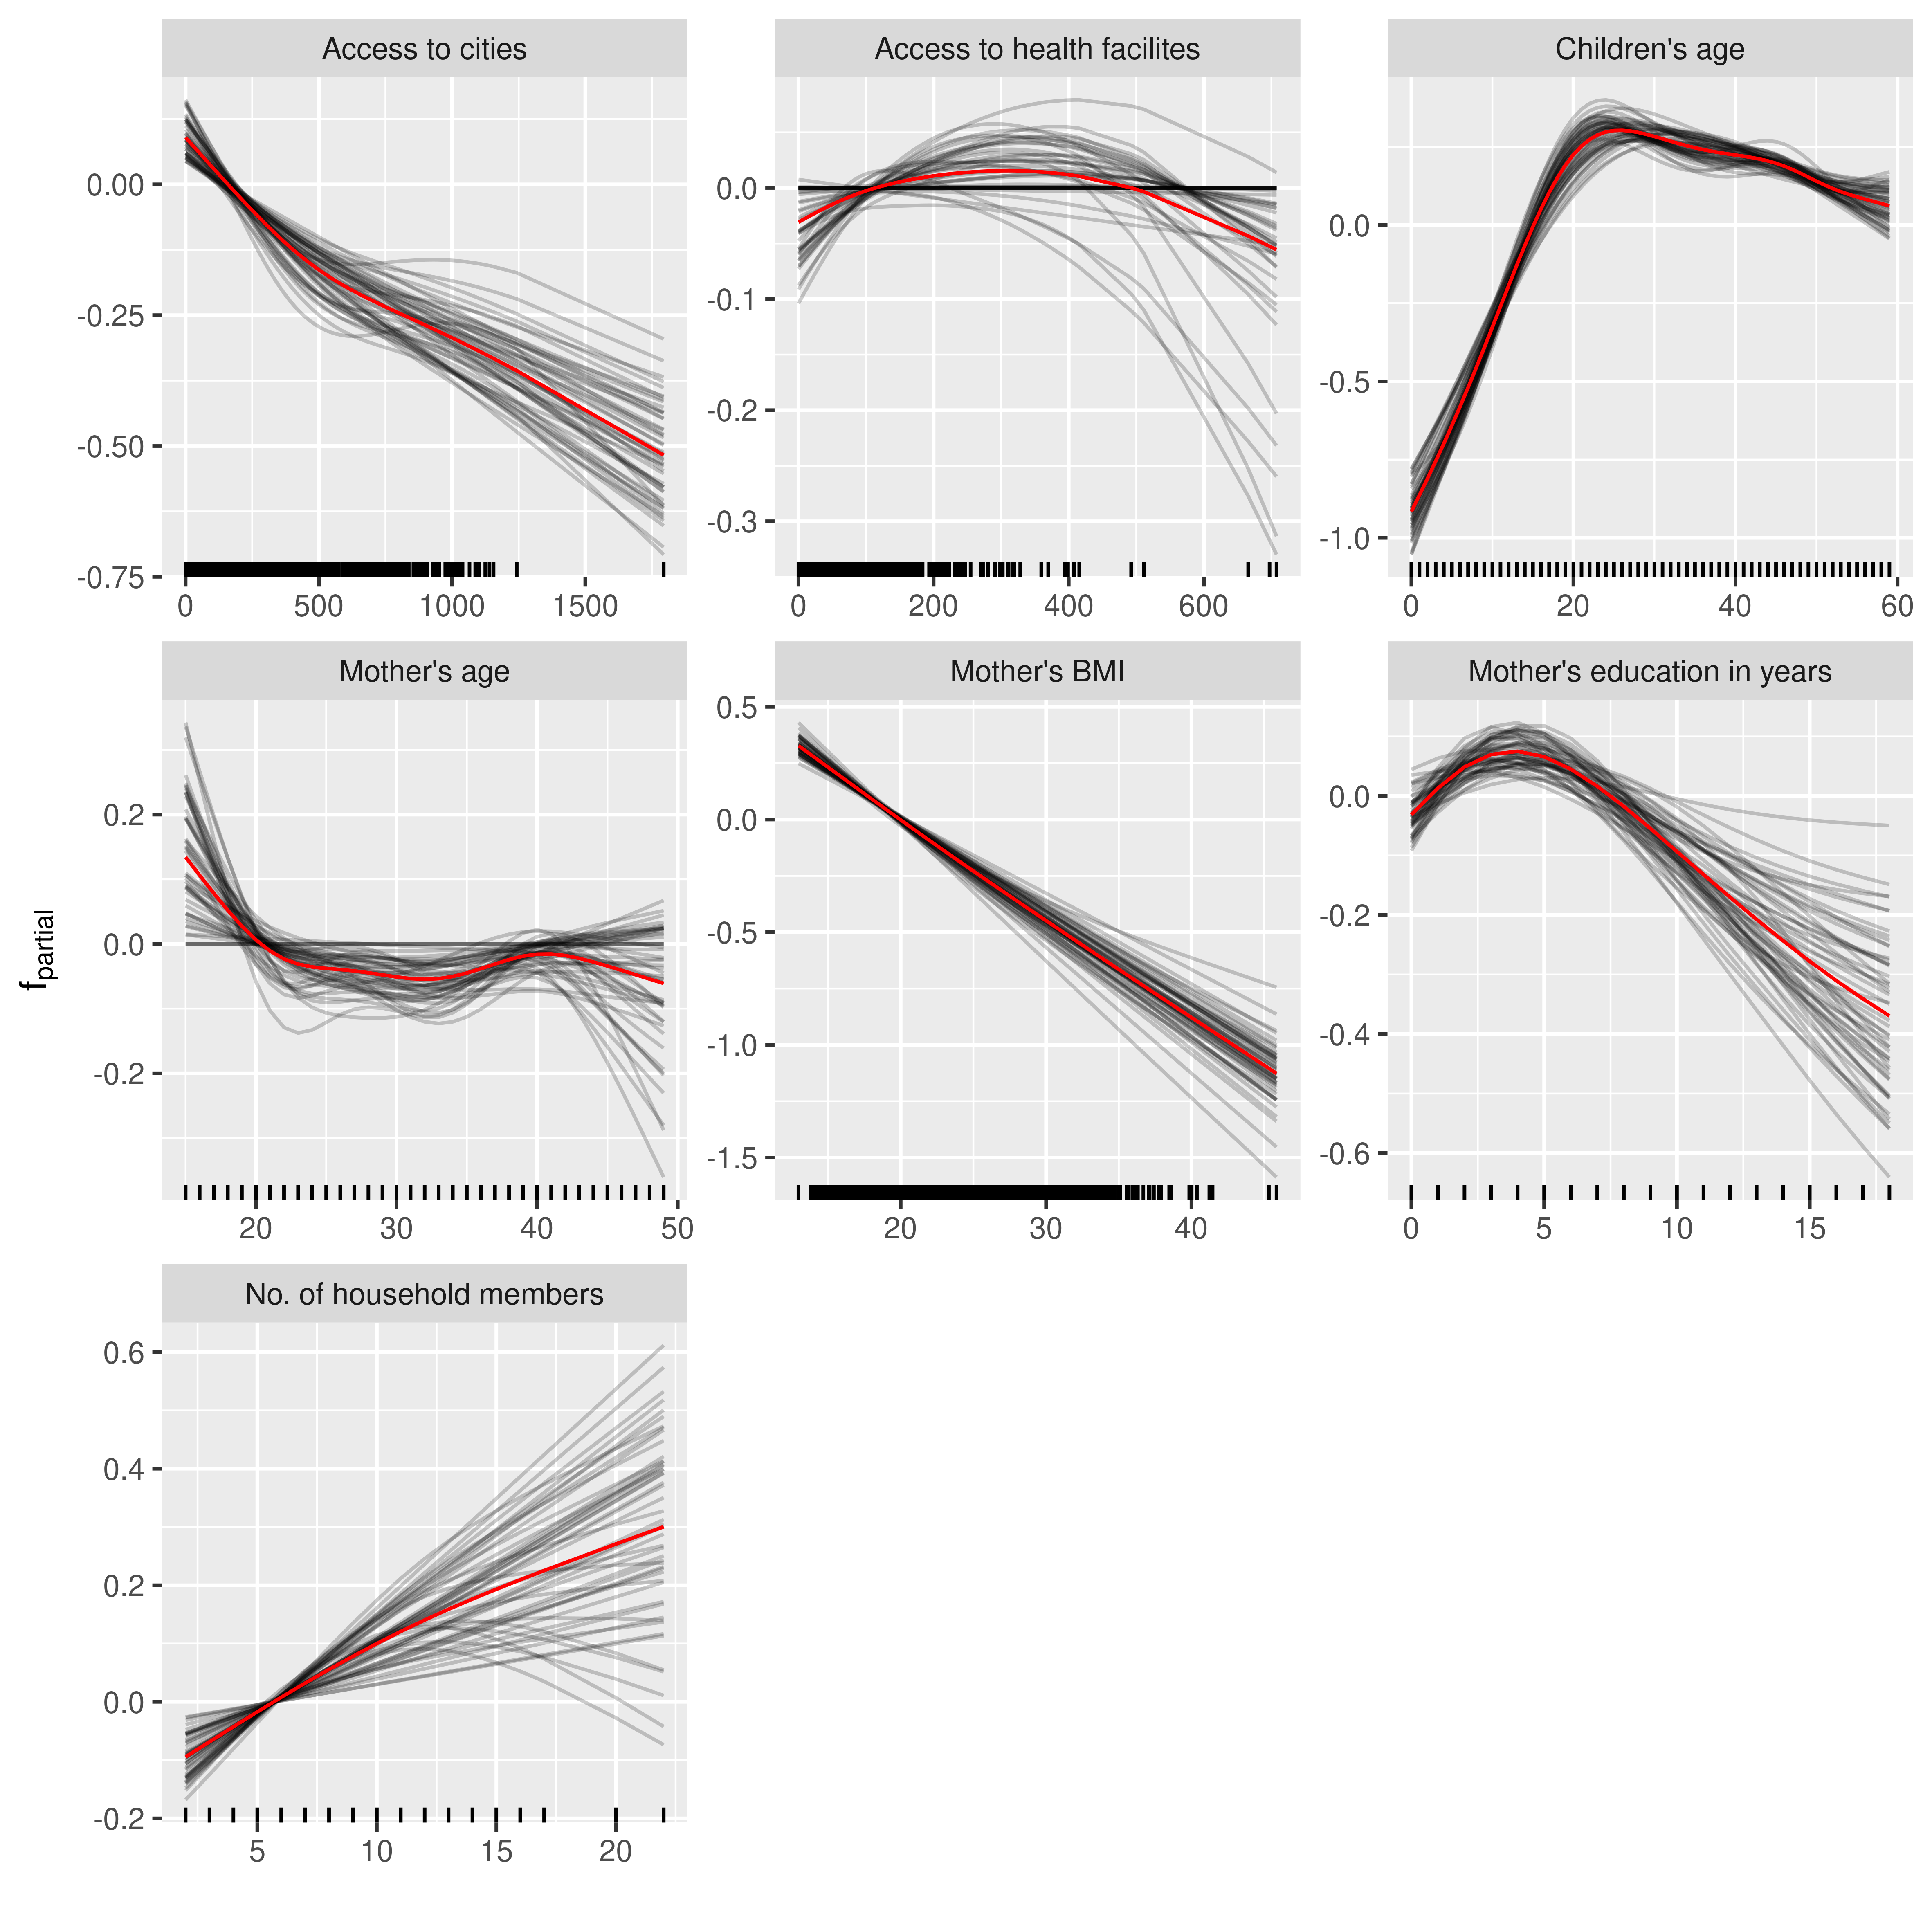 Access to cities
Access to health facilites
Children's age
0.00
-0.25
-0.50
-0.75
0 500 1000 1500
0.0
-0.1
-0.2
-0.3
0 200 400 600
0.0
-0.5
-1.0
0 20 40 60
Mother's age
Mother's BMI
Mother's education in years
fpartial
0.2
0.0
-0.2
20 30 40 50
0.5
0.0
-0.5
-1.0
-1.5
20 30 40
0.0
-0.2
-0.4
-0.6
0 5 10 15
No. of household members
0.6
0.4
0.2
0.0
-0.2
5 10 15 20